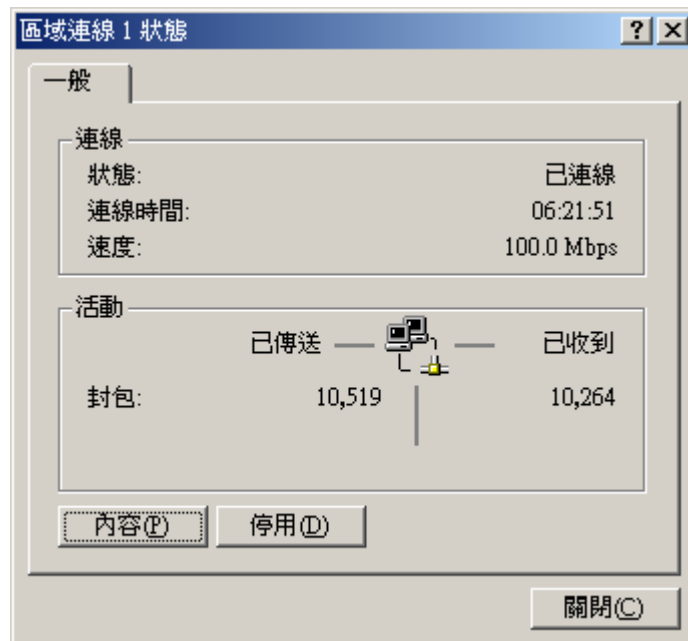 區域連線 1 狀態
一般
連線
狀態: 已連線
連線時間: 06:21:51
速度: 100.0 Mbps
活動
已傳送 已收到
封包: 10,519 10,264
內容(P) 停用(D)
關閉(C)